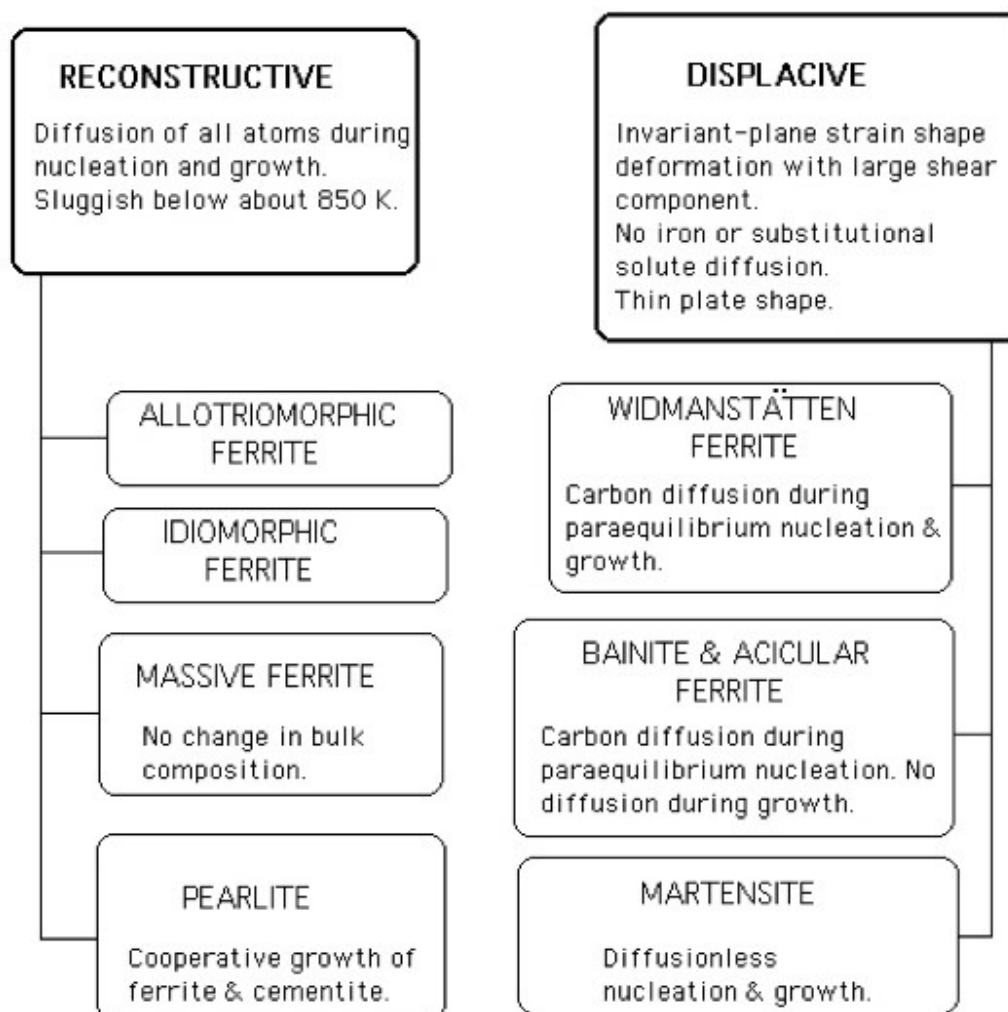 RECONSTRUCTIVE
Diffusion of all atoms during
nucleation and growth.
Sluggish below about 850 K.
ALLOTRIOMORPHIC
FERRITE
IDIOMORPHIC
FERRITE
MASSIVE FERRITE
No change in bulk
composition.
PEARLITE
Cooperative growth of
ferrite & cementite.
DISPLACIVE
Invariant-plane strain shape
deformation with large shear
component.
No iron or substitutional
solute diffusion.
Thin plate shape.
WIDMANSTÄTTEN
FERRITE
Carbon diffusion during
paraequilibrium nucleation &
growth.
BAINITE & ACICULAR
FERRITE
Carbon diffusion during
paraequilibrium nucleation. No
diffusion during growth.
MARTENSITE
Diffusionless
nucleation & growth.